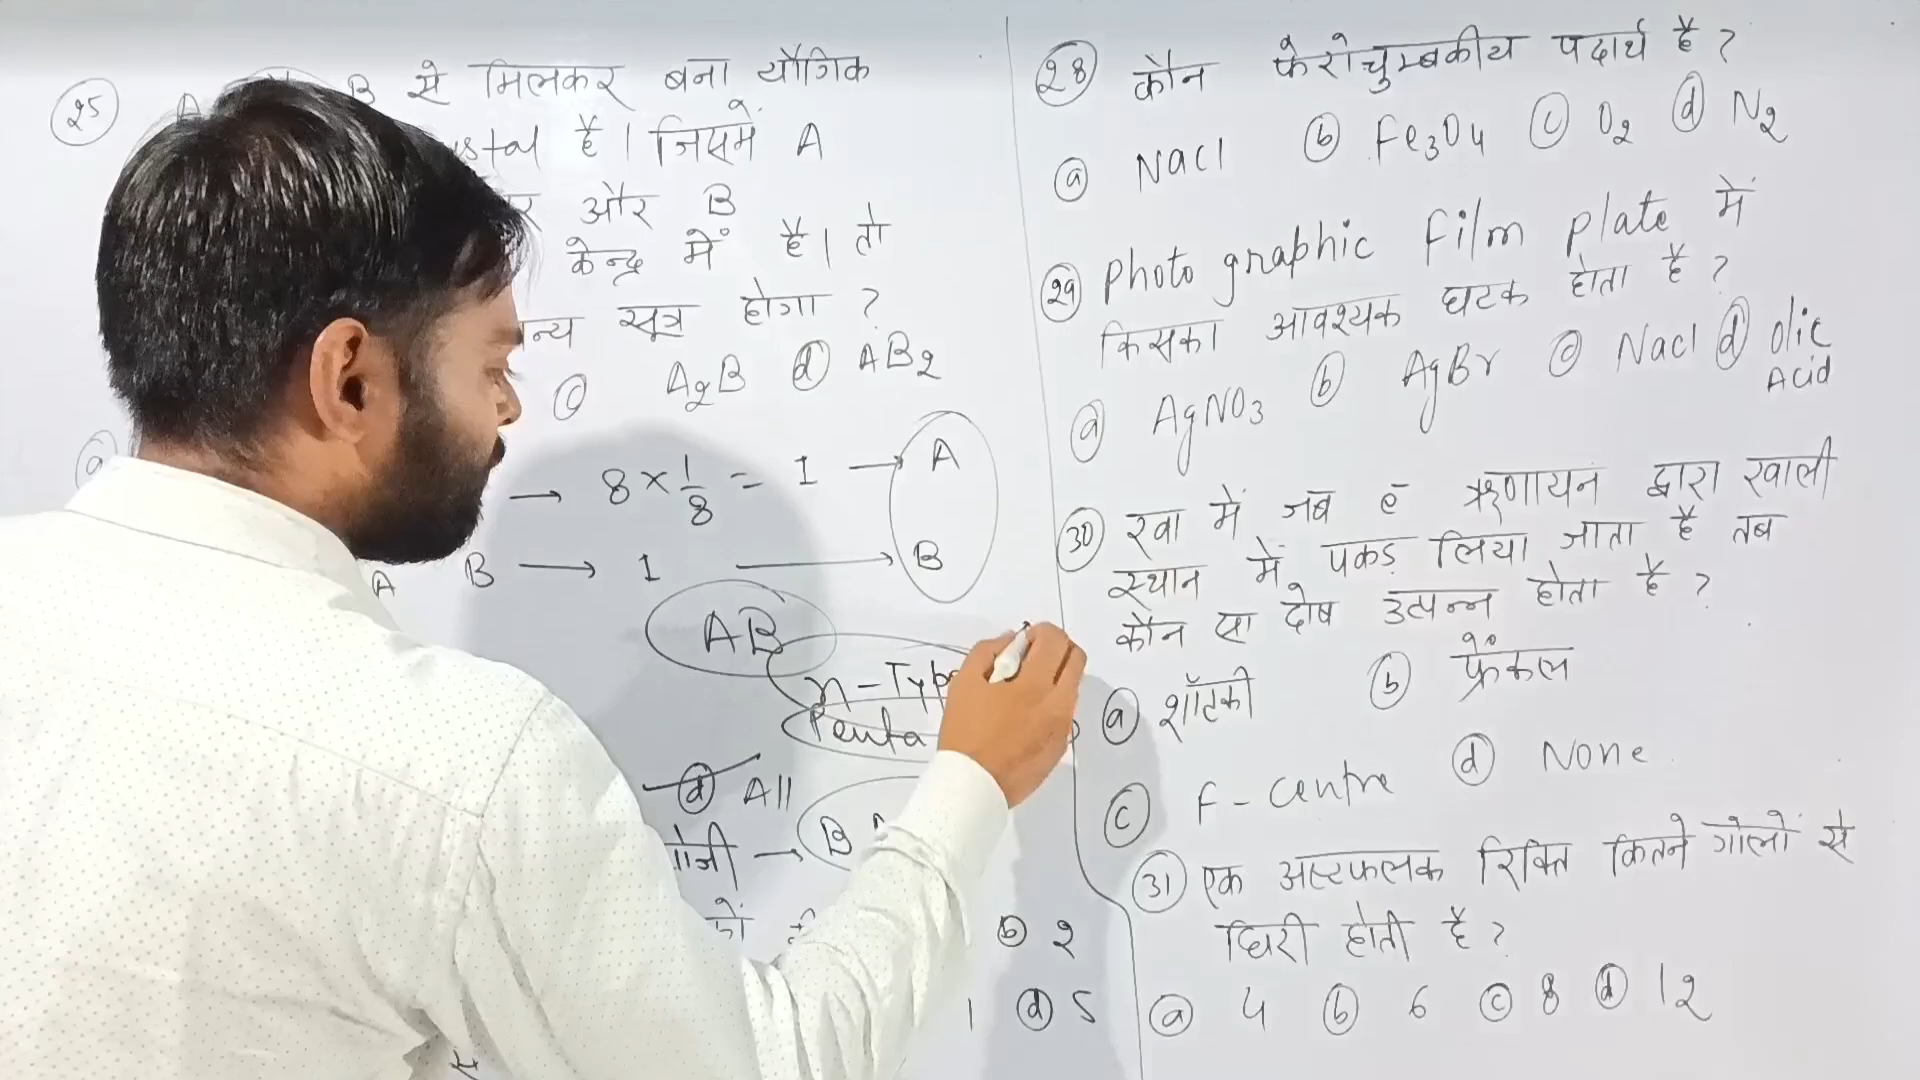 25 A B से मिलकर बना यौगिक
है। जिसमें A
और B
केन्द्र में है। तो
सूत्र होगा ?
c A2B d AB2
a
→ 8 × 1/8 = 1 → A
A B → 1 → B
AB
n-Type
Penta
d All
→ B
b 2
1 d 5
28 कौन फेरोचुम्बकीय पदार्थ है ?
a NaCl b Fe3O4 c O2 d N2
29 Photo graphic film plate में
किसका आवश्यक घटक होता है ?
a AgNO3 b AgBr c NaCl d olic
Acid
30 रवा में जब e- ऋणायन द्वारा खाली
स्थान में पकड़ लिया जाता है तब
कौन सा दोष उत्पन्न होता है ?
a शॉटकी b फ्रेंकल
c F-Centre d None
31 एक अष्टफलक रिक्ति कितने गोलों से
घिरी होती है ?
a 4 b 6 c 8 d 12